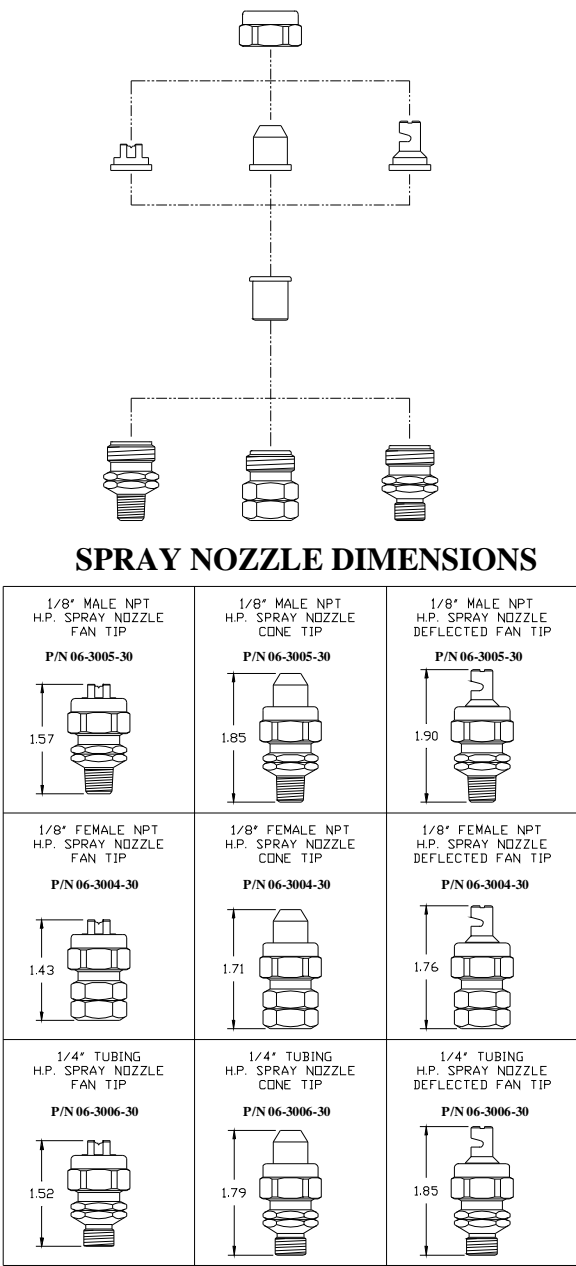 SPRAY NOZZLE DIMENSIONS
1/8" MALE NPT
H.P. SPRAY NOZZLE
FAN TIP
P/N 06-3005-30
1.57
1/8" MALE NPT
H.P. SPRAY NOZZLE
CONE TIP
P/N 06-3005-30
1.85
1/8" MALE NPT
H.P. SPRAY NOZZLE
DEFLECTED FAN TIP
P/N 06-3005-30
1.90
1/8" FEMALE NPT
H.P. SPRAY NOZZLE
FAN TIP
P/N 06-3004-30
1.43
1/8" FEMALE NPT
H.P. SPRAY NOZZLE
CONE TIP
P/N 06-3004-30
1.71
1/8" FEMALE NPT
H.P. SPRAY NOZZLE
DEFLECTED FAN TIP
P/N 06-3004-30
1.76
1/4" TUBING
H.P. SPRAY NOZZLE
FAN TIP
P/N 06-3006-30
1.52
1/4" TUBING
H.P. SPRAY NOZZLE
CONE TIP
P/N 06-3006-30
1.79
1/4" TUBING
H.P. SPRAY NOZZLE
DEFLECTED FAN TIP
P/N 06-3006-30
1.85